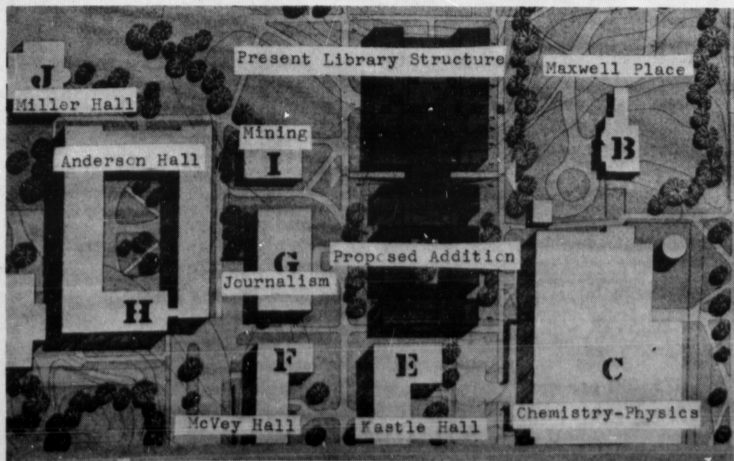 Present Library Structure
Maxwell Place
J
Miller Hall
Mining
Anderson Hall
I
B
Proposed Addition
G
Journalism
H
F
E
C
McVey Hall
Kastle Hall
Chemistry-Physics